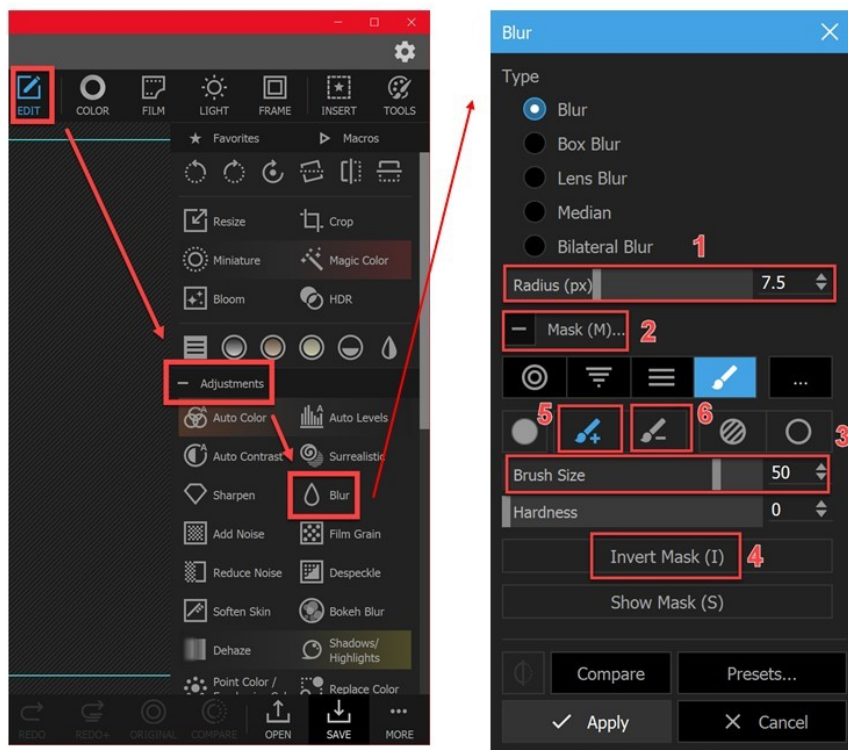 EDIT COLOR FILM LIGHT FRAME INSERT TOOLS
Favorites Macros
Resize Crop
Miniature Magic Color
Bloom HDR
Adjustments
Auto Color Auto Levels
Auto Contrast Surrealistic
Sharpen Blur
Add Noise Film Grain
Reduce Noise Despeckle
Soften Skin Bokeh Blur
Dehaze Shadows/
Highlights
Point Color / Replace Color
REDO REDO+ ORIGINAL COMPARE OPEN SAVE MORE
Blur
Type
Blur
Box Blur
Lens Blur
Median
Bilateral Blur
1
Radius (px) 7.5
Mask (M)... 2
...
5 6 3
Brush Size 50
Hardness 0
Invert Mask (I) 4
Show Mask (S)
Compare Presets...
Apply Cancel